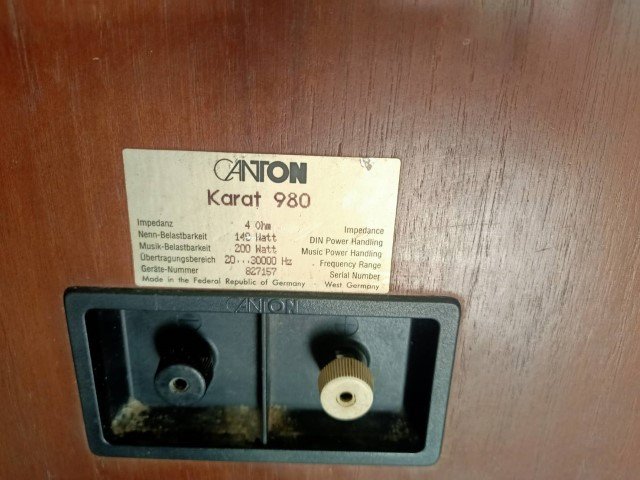 CANTON
Karat 980
Impedanz 4 Ohm Impedance
Nenn-Belastbarkeit 140 Watt DIN Power Handling
Musik-Belastbarkeit 200 Watt Music Power Handling
Übertragungsbereich 20...30000 Hz Frequency Range
Geräte-Nummer 827157 Serial Number
Made in the Federal Republic of Germany West Germany
CANTON